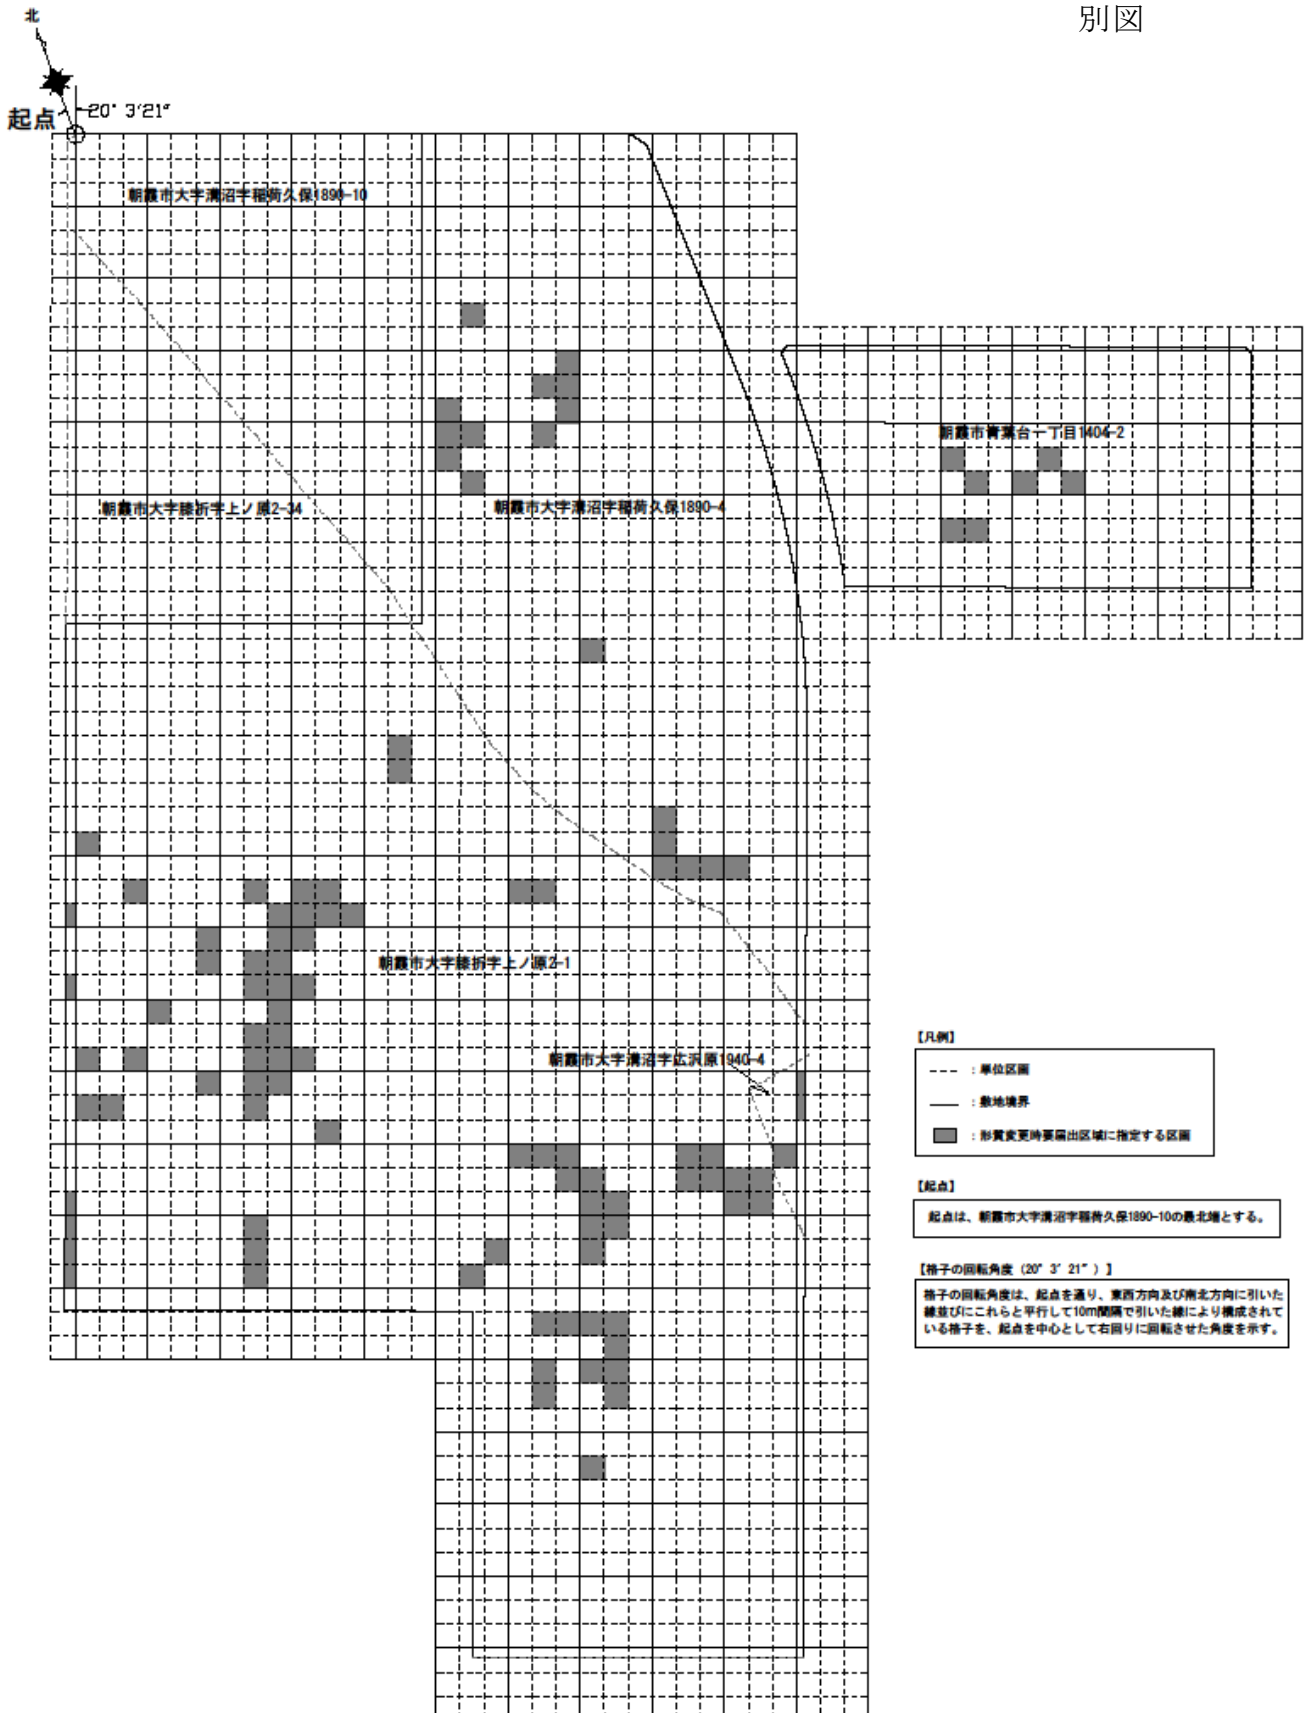 別図
北
起点
20° 3′21″
朝霞市大字溝沼字稲荷久保1890-10
朝霞市青葉台一丁目1404-2
朝霞市大字膝折字上ノ原2-34
朝霞市大字溝沼字稲荷久保1890-4
朝霞市大字膝折字上ノ原2-1
朝霞市大字溝沼字広沢原1940-4
【凡例】
：単位区画
：敷地境界
：形質変更時要届出区域に指定する区画
【起点】
起点は、朝霞市大字溝沼字稲荷久保1890-10の最北端とする。
【格子の回転角度（20° 3′ 21″）】
格子の回転角度は、起点を通り、東西方向及び南北方向に引いた
線並びにこれらと平行して10m間隔で引いた線により構成されて
いる格子を、起点を中心として右回りに回転させた角度を示す。